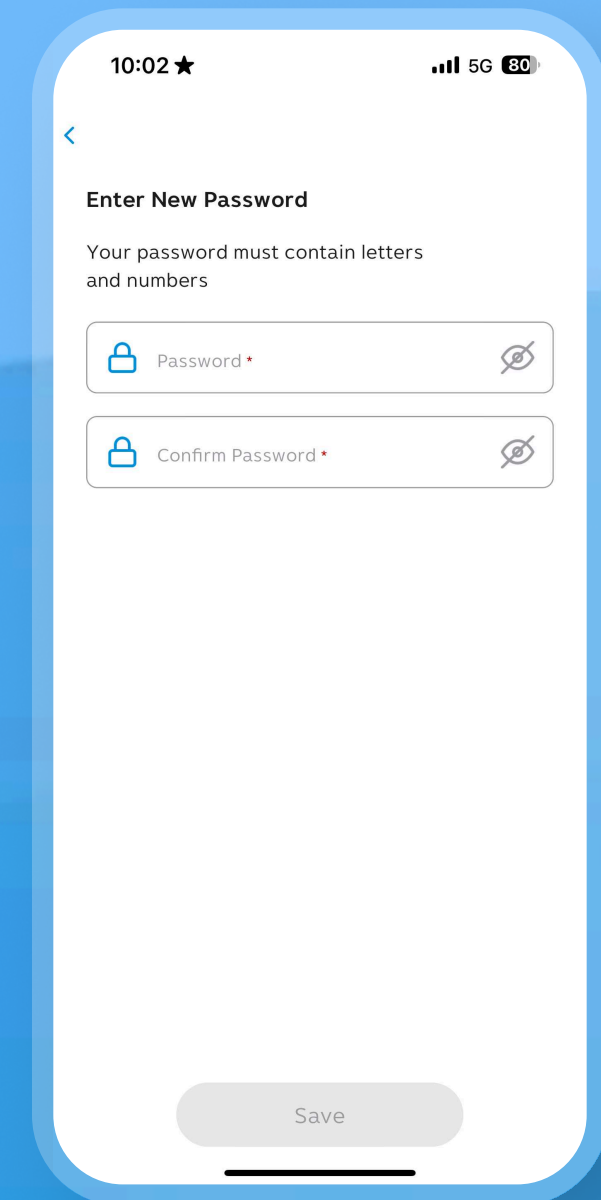 10:02 5G 80
Enter New Password
Your password must contain letters
and numbers
Password *
Confirm Password *
Save